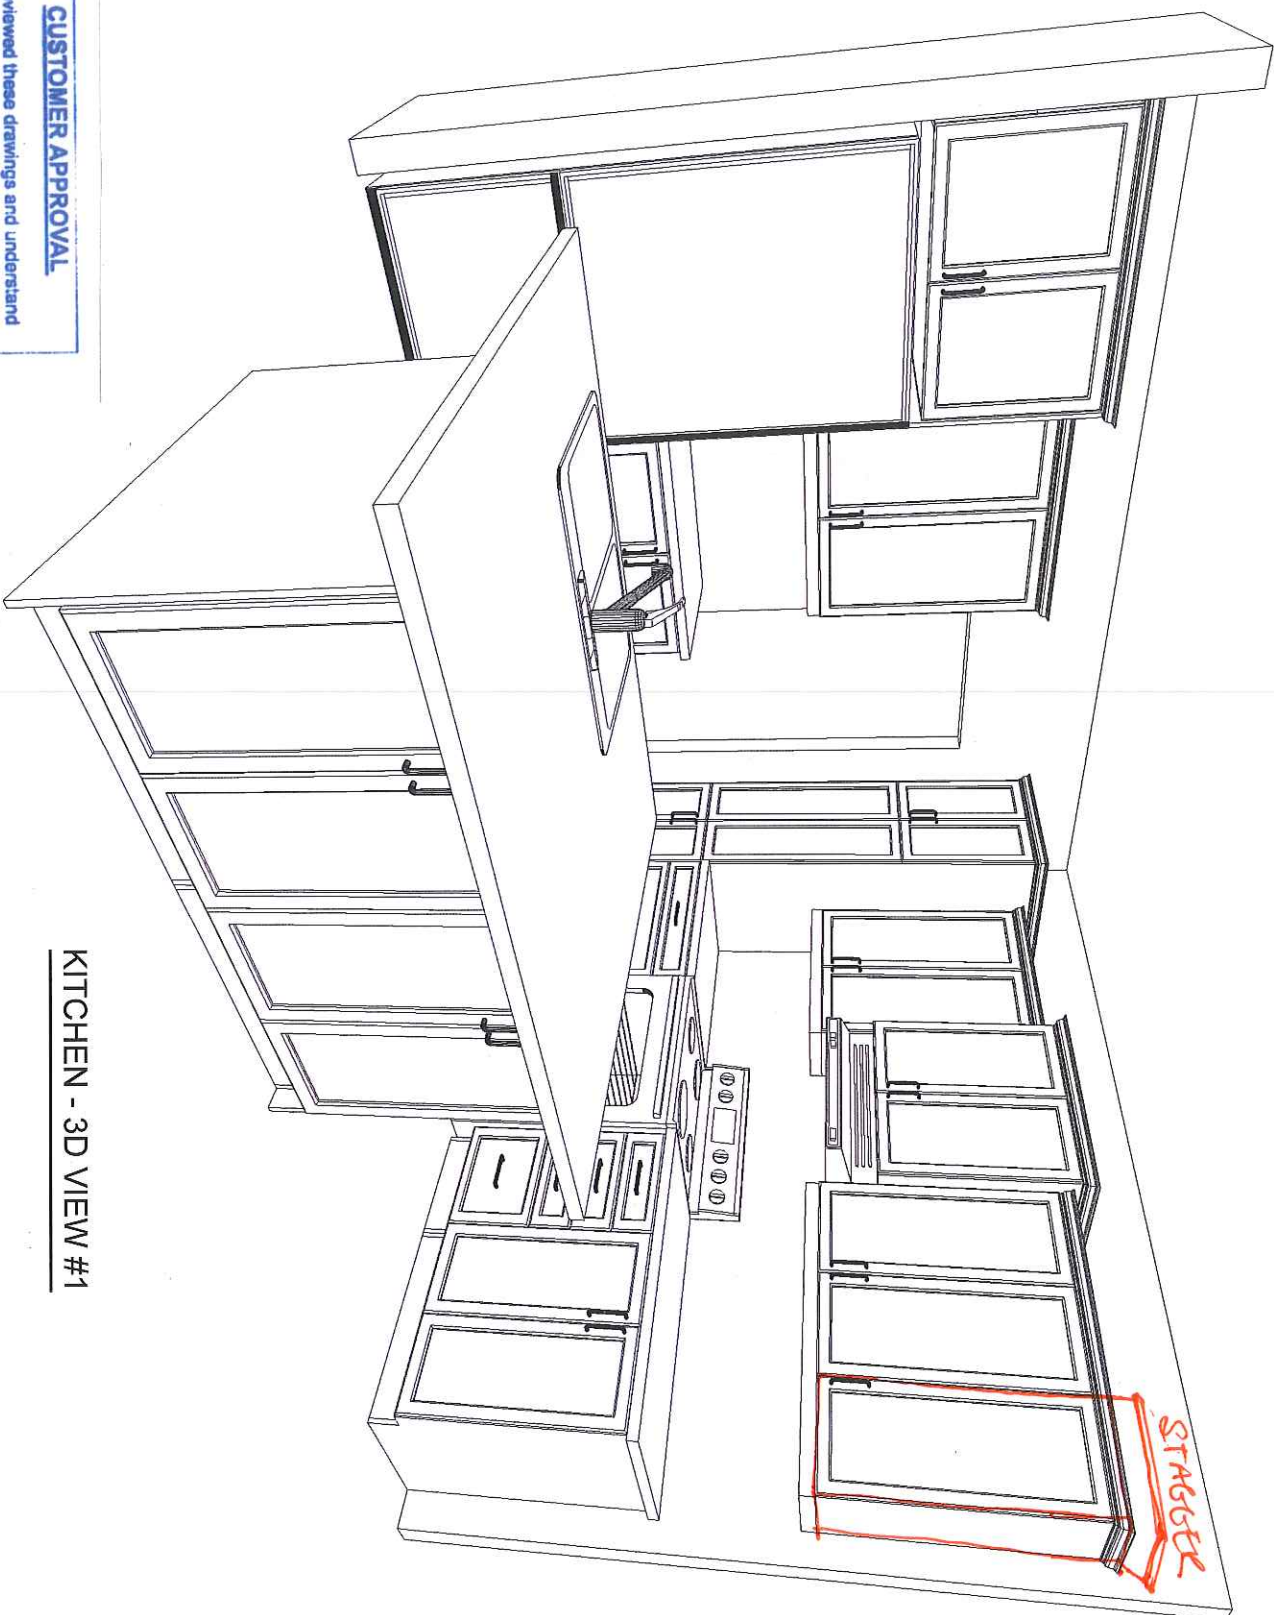 STAGGER
KITCHEN - 3D VIEW #1
CUSTOMER APPROVAL
viewed these drawings and understand